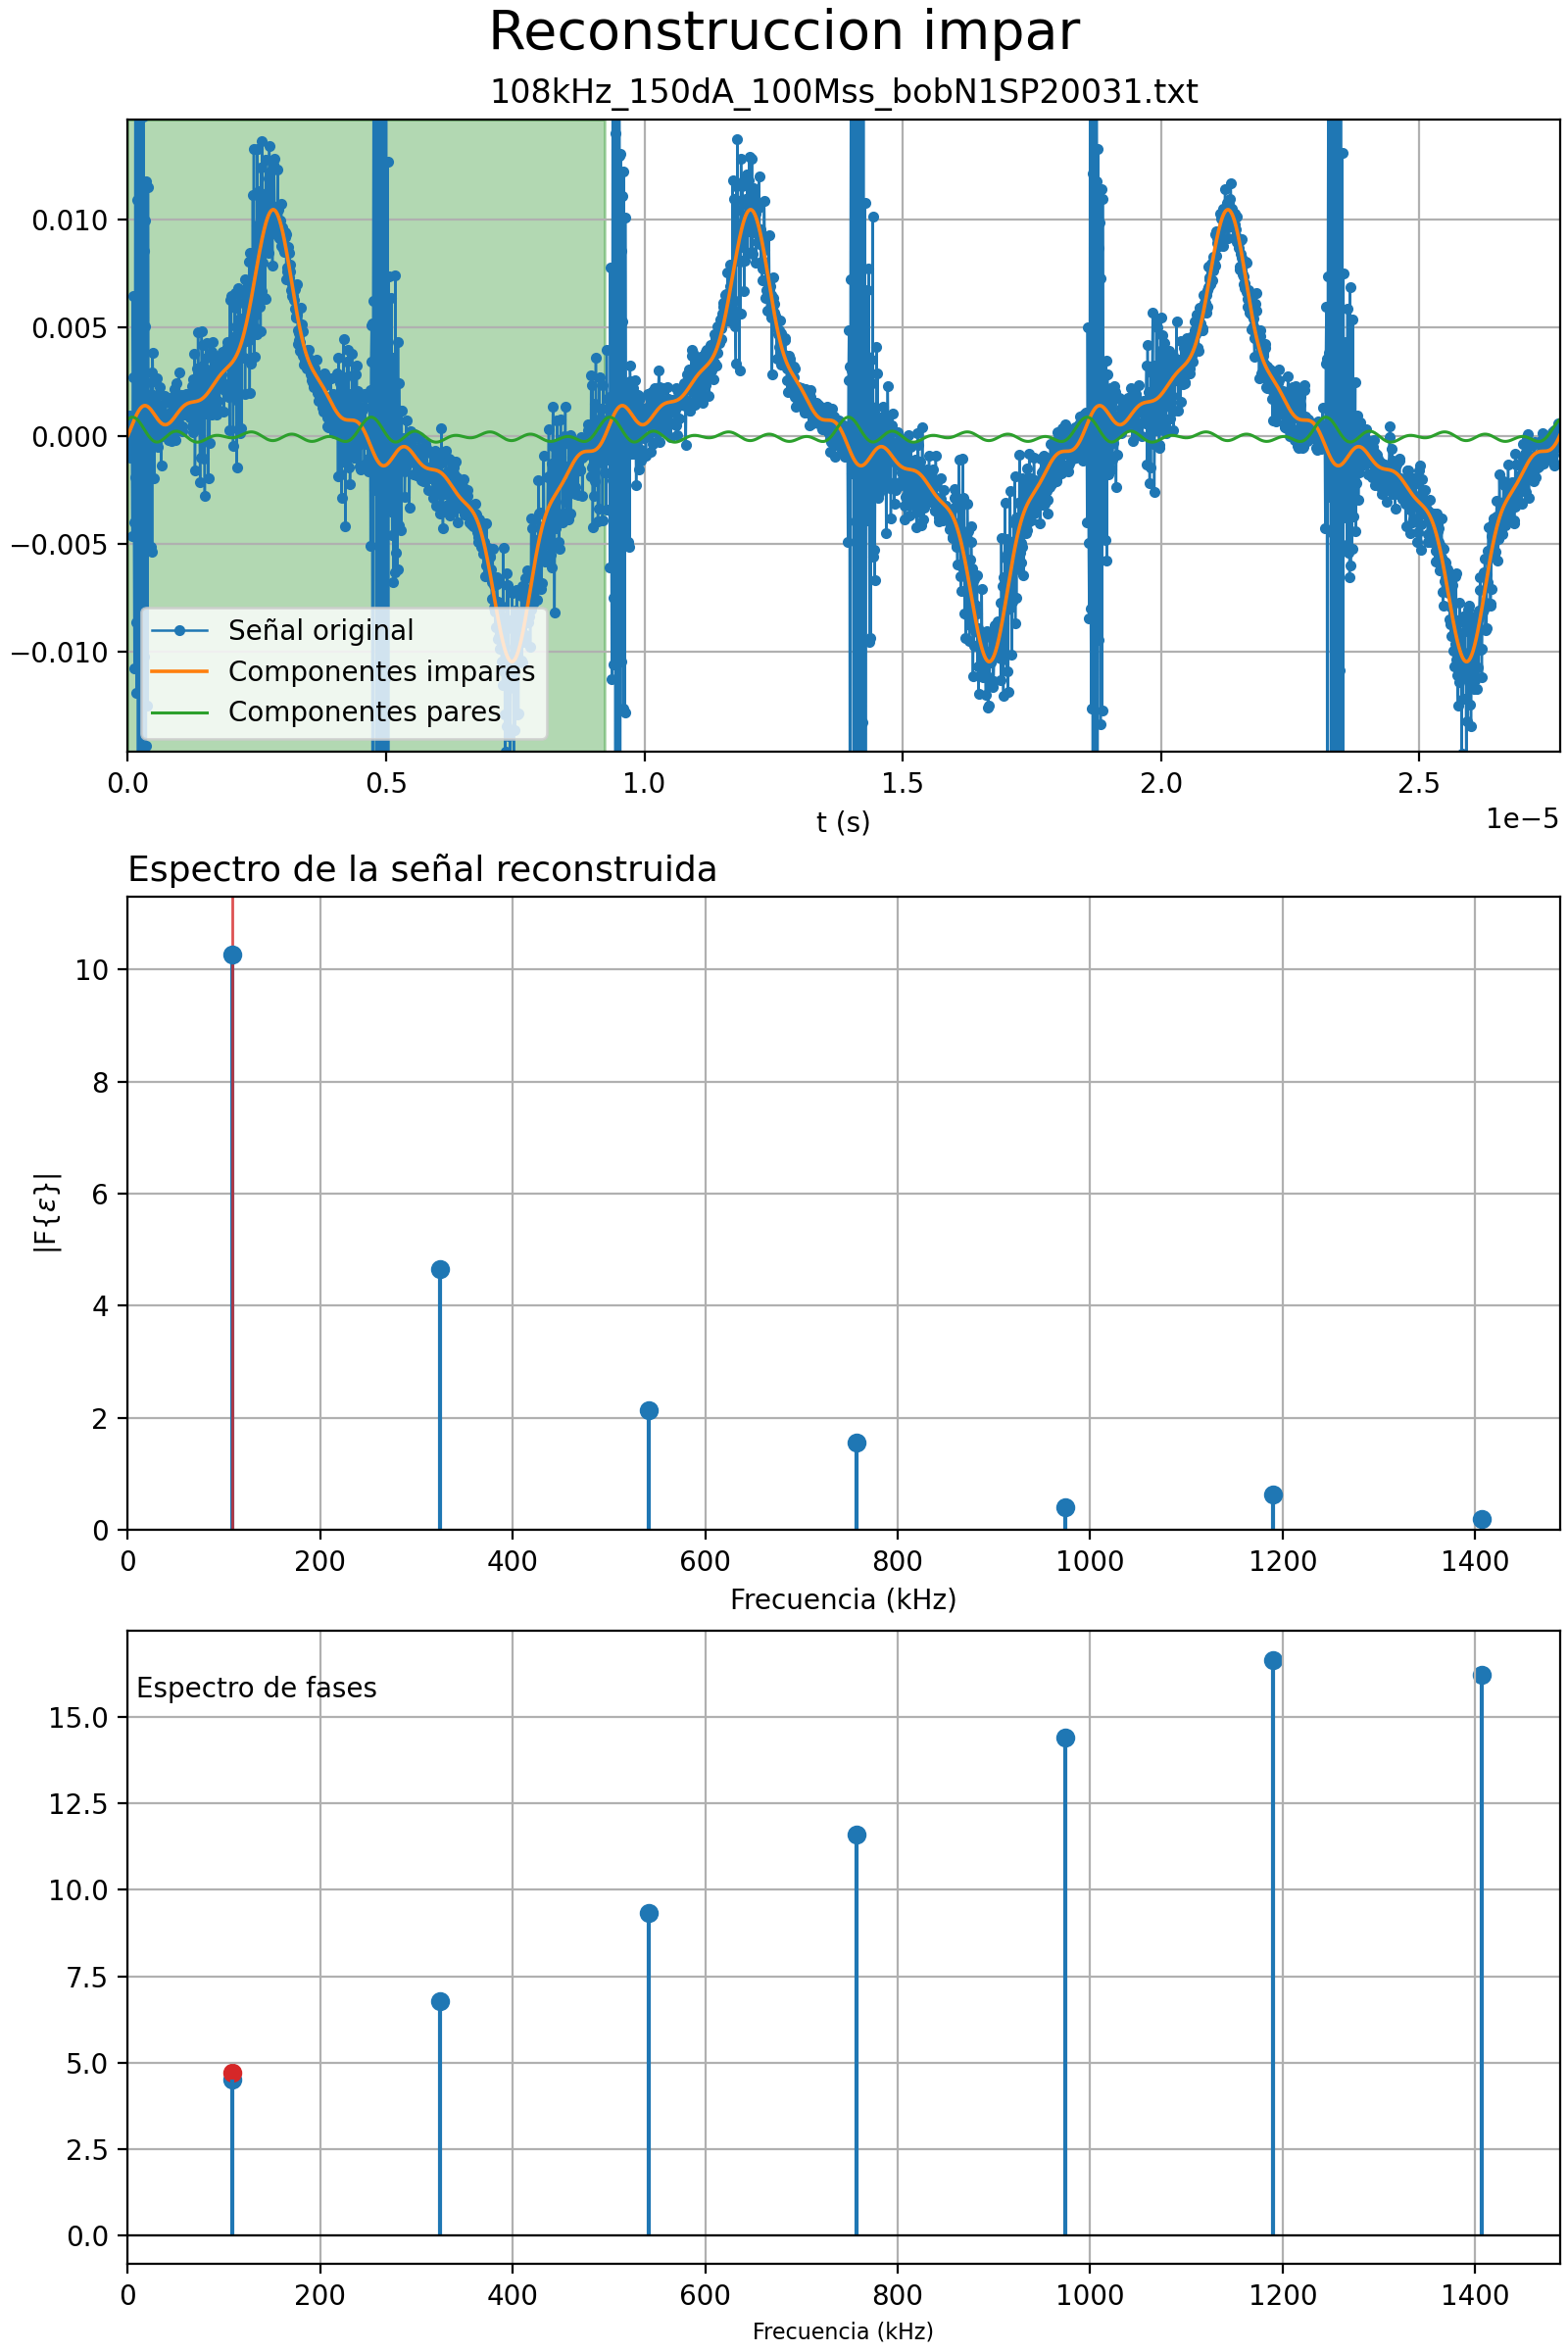 Reconstruccion impar
108kHz_150dA_100Mss_bobN1SP20031.txt
0.010
0.005
0.000
−0.005
−0.010
Señal original
Componentes impares
Componentes pares
0.0 0.5 1.0 1.5 2.0 2.5
1e−5
t (s)
Espectro de la señal reconstruida
10
8
6
4
2
0
|F{ε}|
0 200 400 600 800 1000 1200 1400
Frecuencia (kHz)
Espectro de fases
15.0
12.5
10.0
7.5
5.0
2.5
0.0
0 200 400 600 800 1000 1200 1400
Frecuencia (kHz)